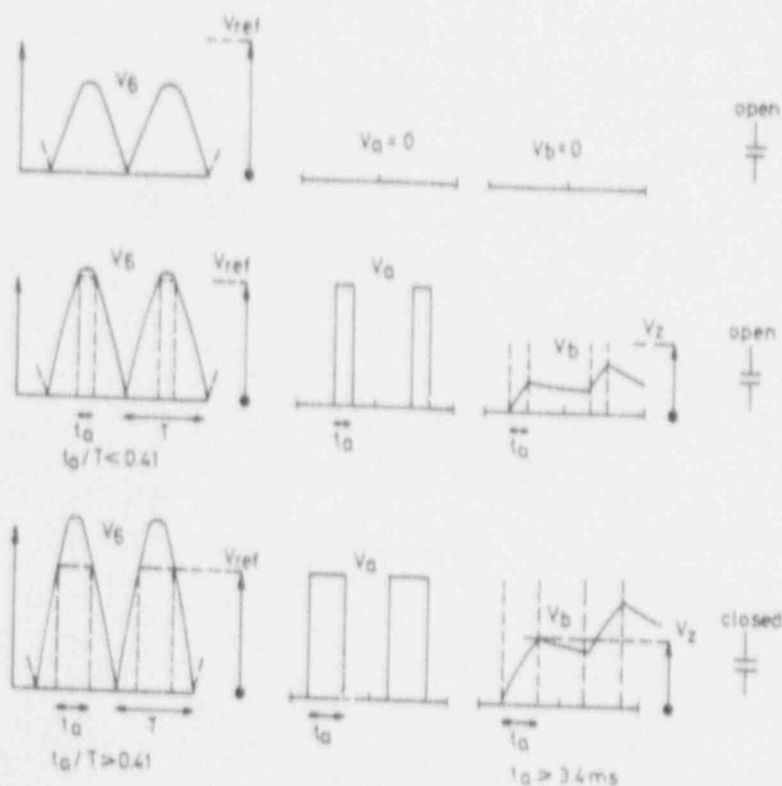 Vref
V6
Va = 0
Vb = 0
open
V6
Vref
Va
Vb
Vz
open
ta
T
ta
ta
ta/T < 0.41
V6
Vref
Va
Vb
Vz
closed
ta
T
ta
ta
ta/T ≥ 0.41
ta ≥ 3.4 ms